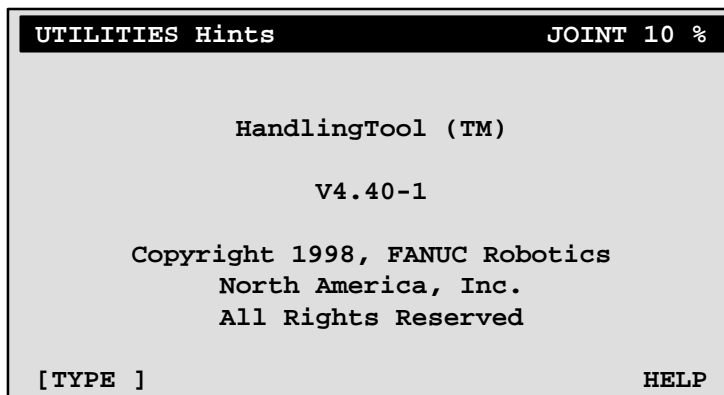 UTILITIES Hints JOINT 10 %
HandlingTool (TM)
V4.40-1
Copyright 1998, FANUC Robotics
North America, Inc.
All Rights Reserved
[TYPE ] HELP